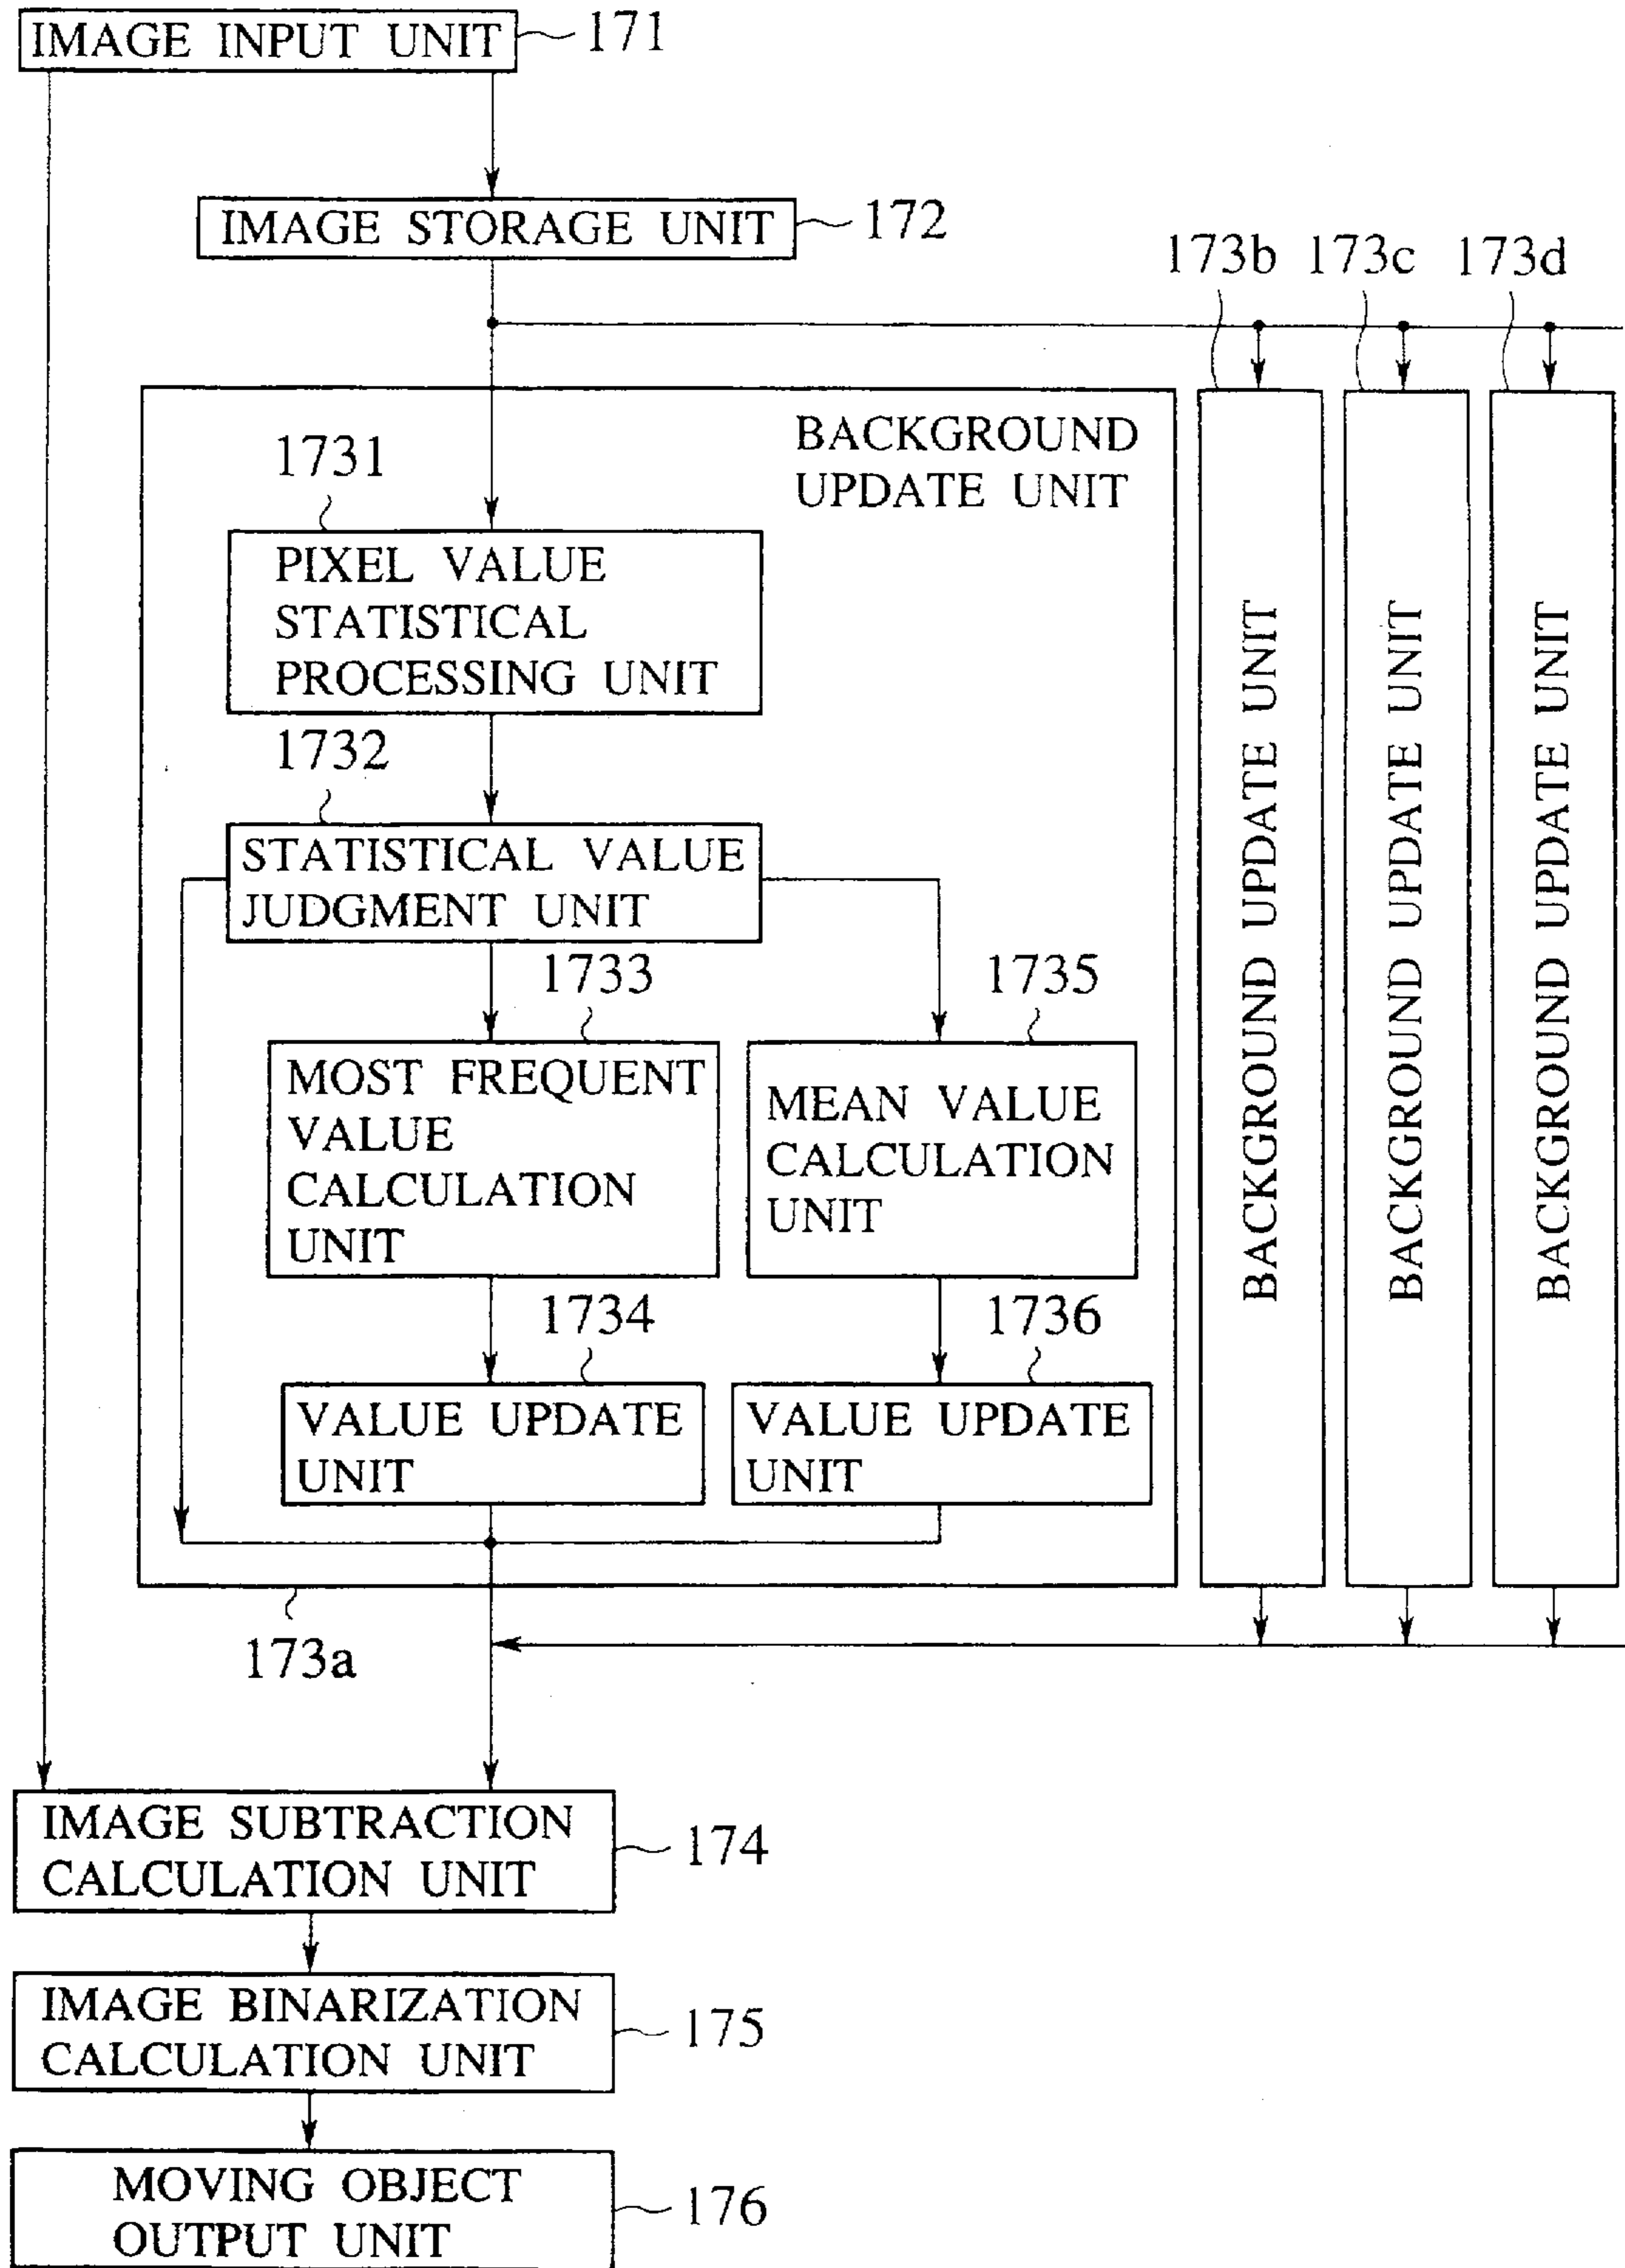 IMAGE INPUT UNIT
171
IMAGE STORAGE UNIT
172
173b 173c 173d
BACKGROUND
UPDATE UNIT
1731
PIXEL VALUE
STATISTICAL
PROCESSING UNIT
1732
STATISTICAL VALUE
JUDGMENT UNIT
1733
MOST FREQUENT
VALUE
CALCULATION
UNIT
1735
MEAN VALUE
CALCULATION
UNIT
1734
VALUE UPDATE
UNIT
1736
VALUE UPDATE
UNIT
BACKGROUND UPDATE UNIT
BACKGROUND UPDATE UNIT
BACKGROUND UPDATE UNIT
173a
IMAGE SUBTRACTION
CALCULATION UNIT
174
IMAGE BINARIZATION
CALCULATION UNIT
175
MOVING OBJECT
OUTPUT UNIT
176